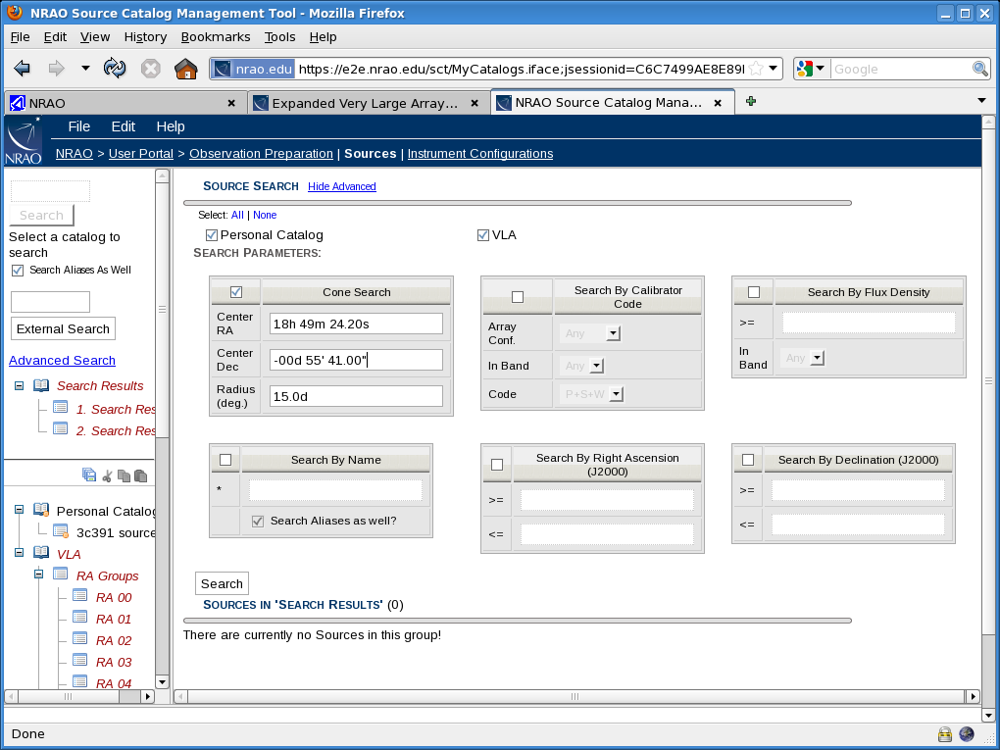 NRAO Source Catalog Management Tool - Mozilla Firefox
File Edit View History Bookmarks Tools Help
nrao.edu https://e2e.nrao.edu/sct/MyCatalogs.iface;jsessionid=C6C7499AE8E89I Google
NRAO Expanded Very Large Array... NRAO Source Catalog Mana...
File Edit Help
NRAO
NRAO > User Portal > Observation Preparation | Sources | Instrument Configurations
Search
Select a catalog to
search
Search Aliases As Well
External Search
Advanced Search
Search Results
1. Search Res
2. Search Res
Personal Catalog
3c391 source
VLA
RA Groups
RA 00
RA 01
RA 02
RA 03
RA 04
SOURCE SEARCH Hide Advanced
Select: All | None
Personal Catalog VLA
SEARCH PARAMETERS:
Cone Search
Center
RA
18h 49m 24.20s
Center
Dec
-00d 55' 41.00"
Radius
(deg.)
15.0d
Search By Calibrator
Code
Array
Conf.
Any
In Band Any
Code P+S+W
Search By Flux Density
>=
In
Band
Any
Search By Name
*
Search Aliases as well?
Search By Right Ascension
(J2000)
>=
<=
Search By Declination (J2000)
>=
<=
Search
SOURCES IN 'SEARCH RESULTS' (0)
There are currently no Sources in this group!
Done